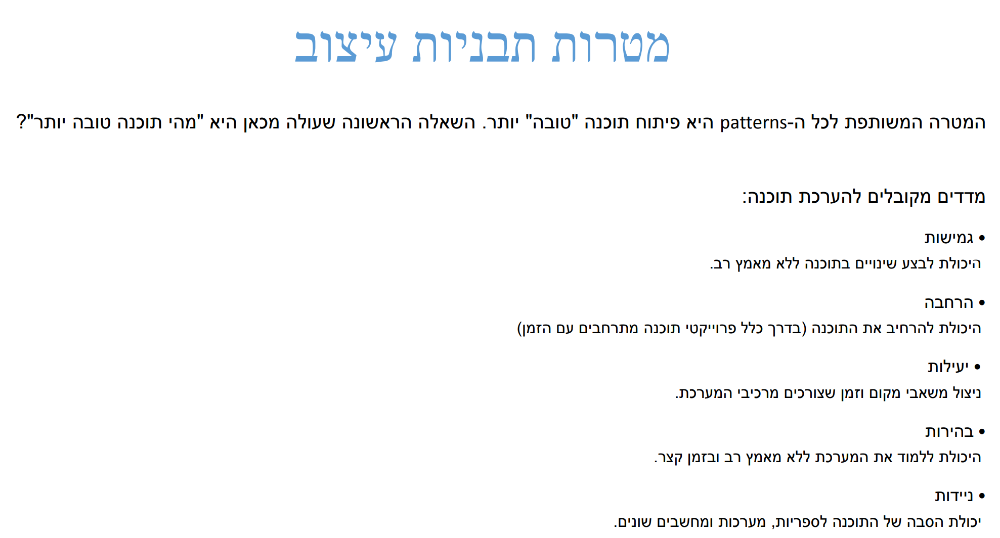 מטרות תבניות עיצוב
המטרה המשותפת לכל ה-patterns היא פיתוח תוכנה "טובה" יותר. השאלה הראשונה שעולה מכאן היא "מהי תוכנה טובה יותר"?
מדדים מקובלים להערכת תוכנה:
• גמישות
היכולת לבצע שינויים בתוכנה ללא מאמץ רב.
• הרחבה
היכולת להרחיב את התוכנה (בדרך כלל פרוייקטי תוכנה מתרחבים עם הזמן)
• יעילות
ניצול משאבי מקום וזמן שצורכים מרכיבי המערכת.
• בהירות
היכולת ללמוד את המערכת ללא מאמץ רב ובזמן קצר.
• ניידות
יכולת הסבה של התוכנה לספריות, מערכות ומחשבים שונים.